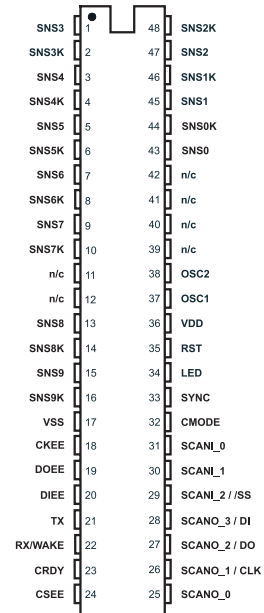 SNS3 1 48 SNS2K
SNS3K 2 47 SNS2
SNS4 3 46 SNS1K
SNS4K 4 45 SNS1
SNS5 5 44 SNS0K
SNS5K 6 43 SNS0
SNS6 7 42 n/c
SNS6K 8 41 n/c
SNS7 9 40 n/c
SNS7K 10 39 n/c
n/c 11 38 OSC2
n/c 12 37 OSC1
SNS8 13 36 VDD
SNS8K 14 35 RST
SNS9 15 34 LED
SNS9K 16 33 SYNC
VSS 17 32 CMODE
CKEE 18 31 SCANI_0
DOEE 19 30 SCANI_1
DIEE 20 29 SCANI_2 / /SS
TX 21 28 SCANO_3 / DI
RX/WAKE 22 27 SCANO_2 / DO
CRDY 23 26 SCANO_1 / CLK
CSEE 24 25 SCANO_0